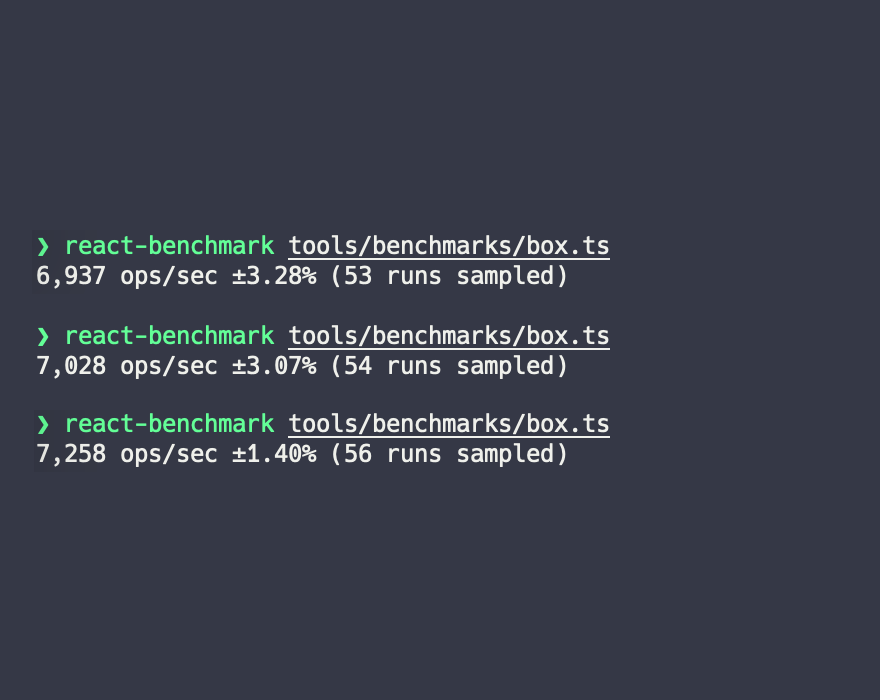 ❯ react-benchmark tools/benchmarks/box.ts
6,937 ops/sec ±3.28% (53 runs sampled)
❯ react-benchmark tools/benchmarks/box.ts
7,028 ops/sec ±3.07% (54 runs sampled)
❯ react-benchmark tools/benchmarks/box.ts
7,258 ops/sec ±1.40% (56 runs sampled)